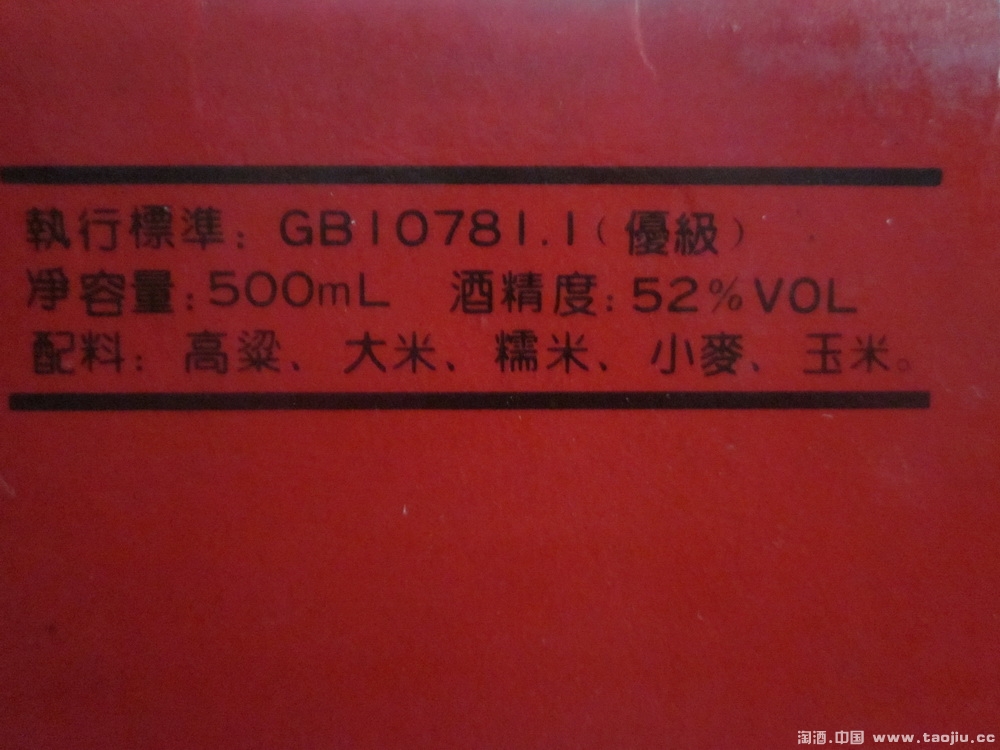 執行標準：GB10781.1（優級）
净容量：500mL 酒精度：52%VOL
配料：高粱、大米、糯米、小麥、玉米。
淘酒.中国 www.taojiu.cc